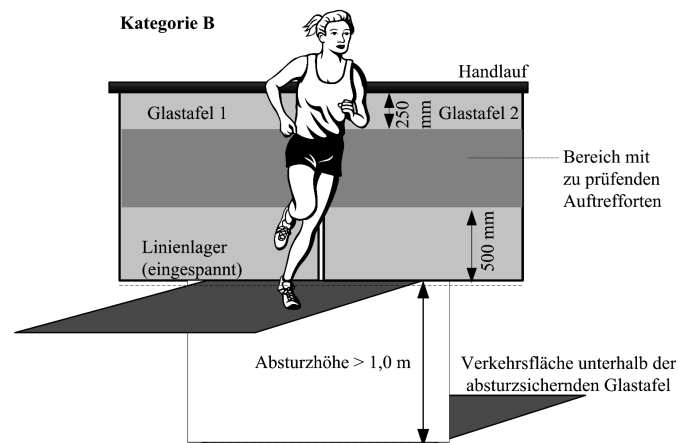 Kategorie B
Handlauf
Glastafel 1
250 mm
Glastafel 2
Bereich mit
zu prüfenden
Auftrefforten
Linienlager
(eingespannt)
500 mm
Absturzhöhe > 1,0 m
Verkehrsfläche unterhalb der
absturzsichernden Glastafel